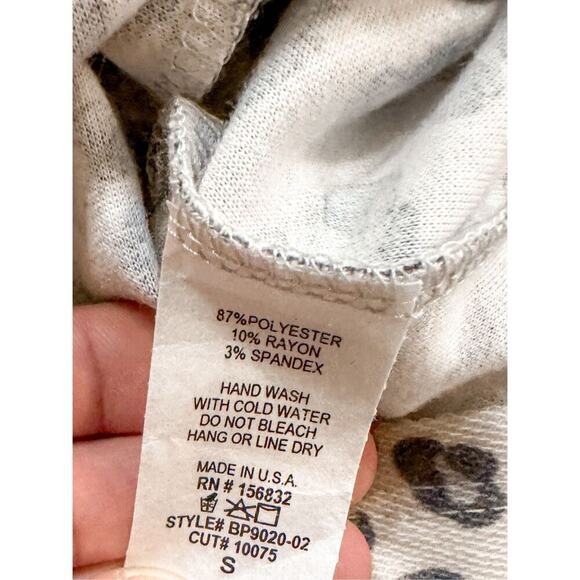 87%POLYESTER
10% RAYON
3% SPANDEX
HAND WASH
WITH COLD WATER
DO NOT BLEACH
HANG OR LINE DRY
MADE IN U.S.A.
RN # 156832
STYLE# BP9020-02
CUT# 10075
S